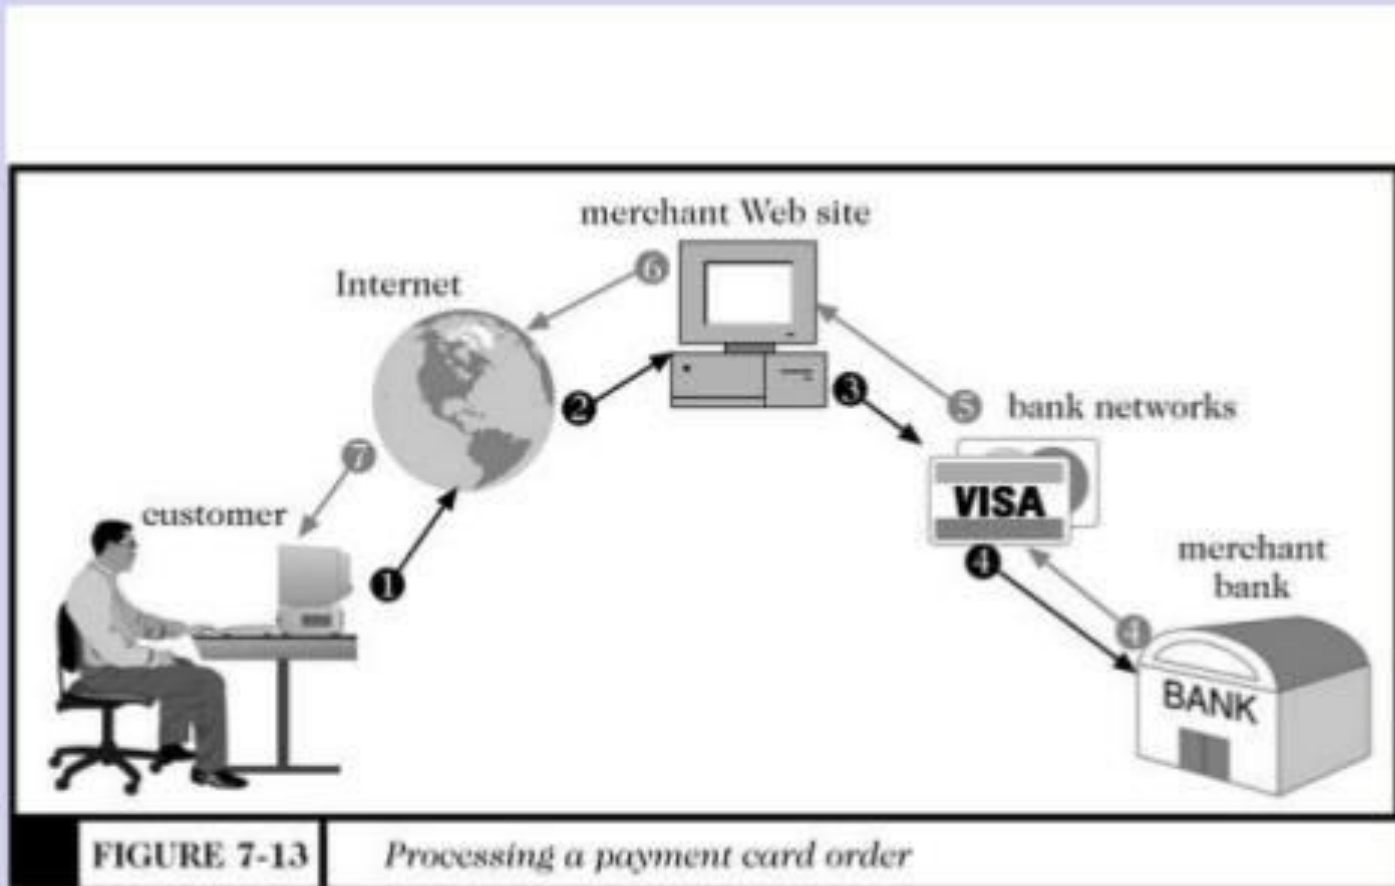 merchant Web site
6
Internet
2
3
5
bank networks
7
VISA
customer
4
merchant
bank
1
4
BANK
FIGURE 7-13
Processing a payment card order